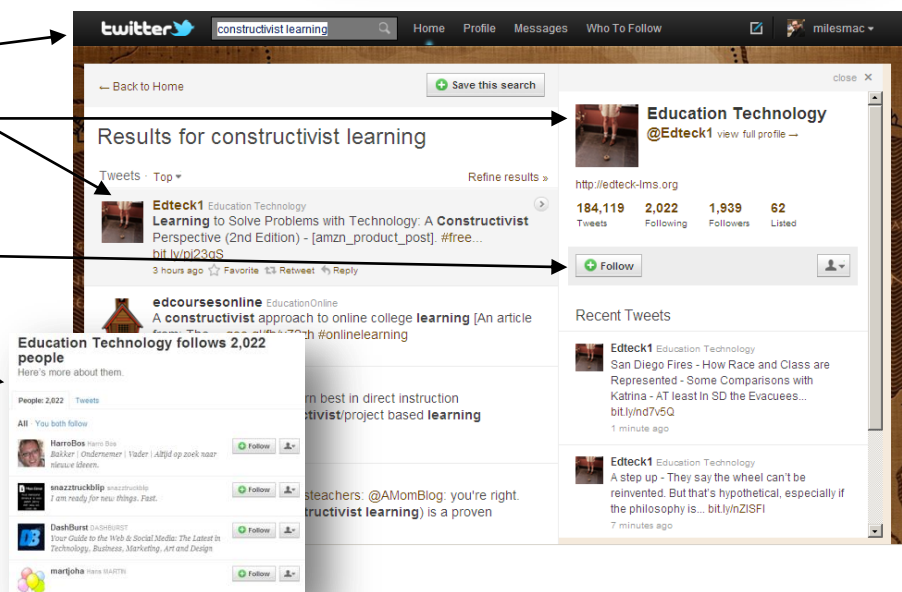 twitter
constructivist learning
Home Profile Messages Who To Follow
milesmac
← Back to Home
Save this search
Results for constructivist learning
Tweets · Top
Refine results »
Edteck1 Education Technology
Learning to Solve Problems with Technology: A Constructivist
Perspective (2nd Edition) - [amzn_product_post]. #free...
bit.ly/pj23gS
3 hours ago Favorite Retweet Reply
edcoursesonline EducationOnline
A constructivist approach to online college learning [An article
#onlinelearning
best in direct instruction
/project based learning
steachers: @AMomBlog: you're right.
learning) is a proven
close ×
Education Technology
@Edteck1 view full profile →
http://edteck-lms.org
184,119 2,022 1,939 62
Tweets Following Followers Listed
Follow
Recent Tweets
Edteck1 Education Technology
San Diego Fires - How Race and Class are
Represented - Some Comparisons with
Katrina - AT least In SD the Evacuees...
bit.ly/nd7v5Q
1 minute ago
Edteck1 Education Technology
A step up - They say the wheel can't be
reinvented. But that's hypothetical, especially if
the philosophy is... bit.ly/nZISFI
7 minutes ago
Education Technology follows 2,022
people
Here's more about them.
People: 2,022 Tweets
All · You both follow
HarroBos Harro Bos
Follow
Bakker | Ondernemer | Vader | Altijd op zoek naar
nieuwe ideeen.
snazztruckblip snazztruckblip
Follow
I am ready for new things. Fast.
DashBurst DASHBURST
Follow
Your Guide to the Web & Social Media: The Latest in
Technology, Business, Marketing, Art and Design
martjoha Hans MARTIN
Follow